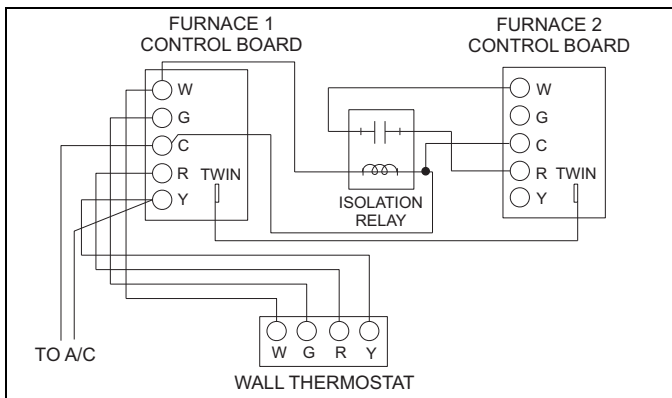 FURNACE 1
CONTROL BOARD
FURNACE 2
CONTROL BOARD
W
G
C
R
TWIN
Y
ISOLATION
RELAY
W
G
C
R
TWIN
Y
W G R Y
TO A/C
WALL THERMOSTAT